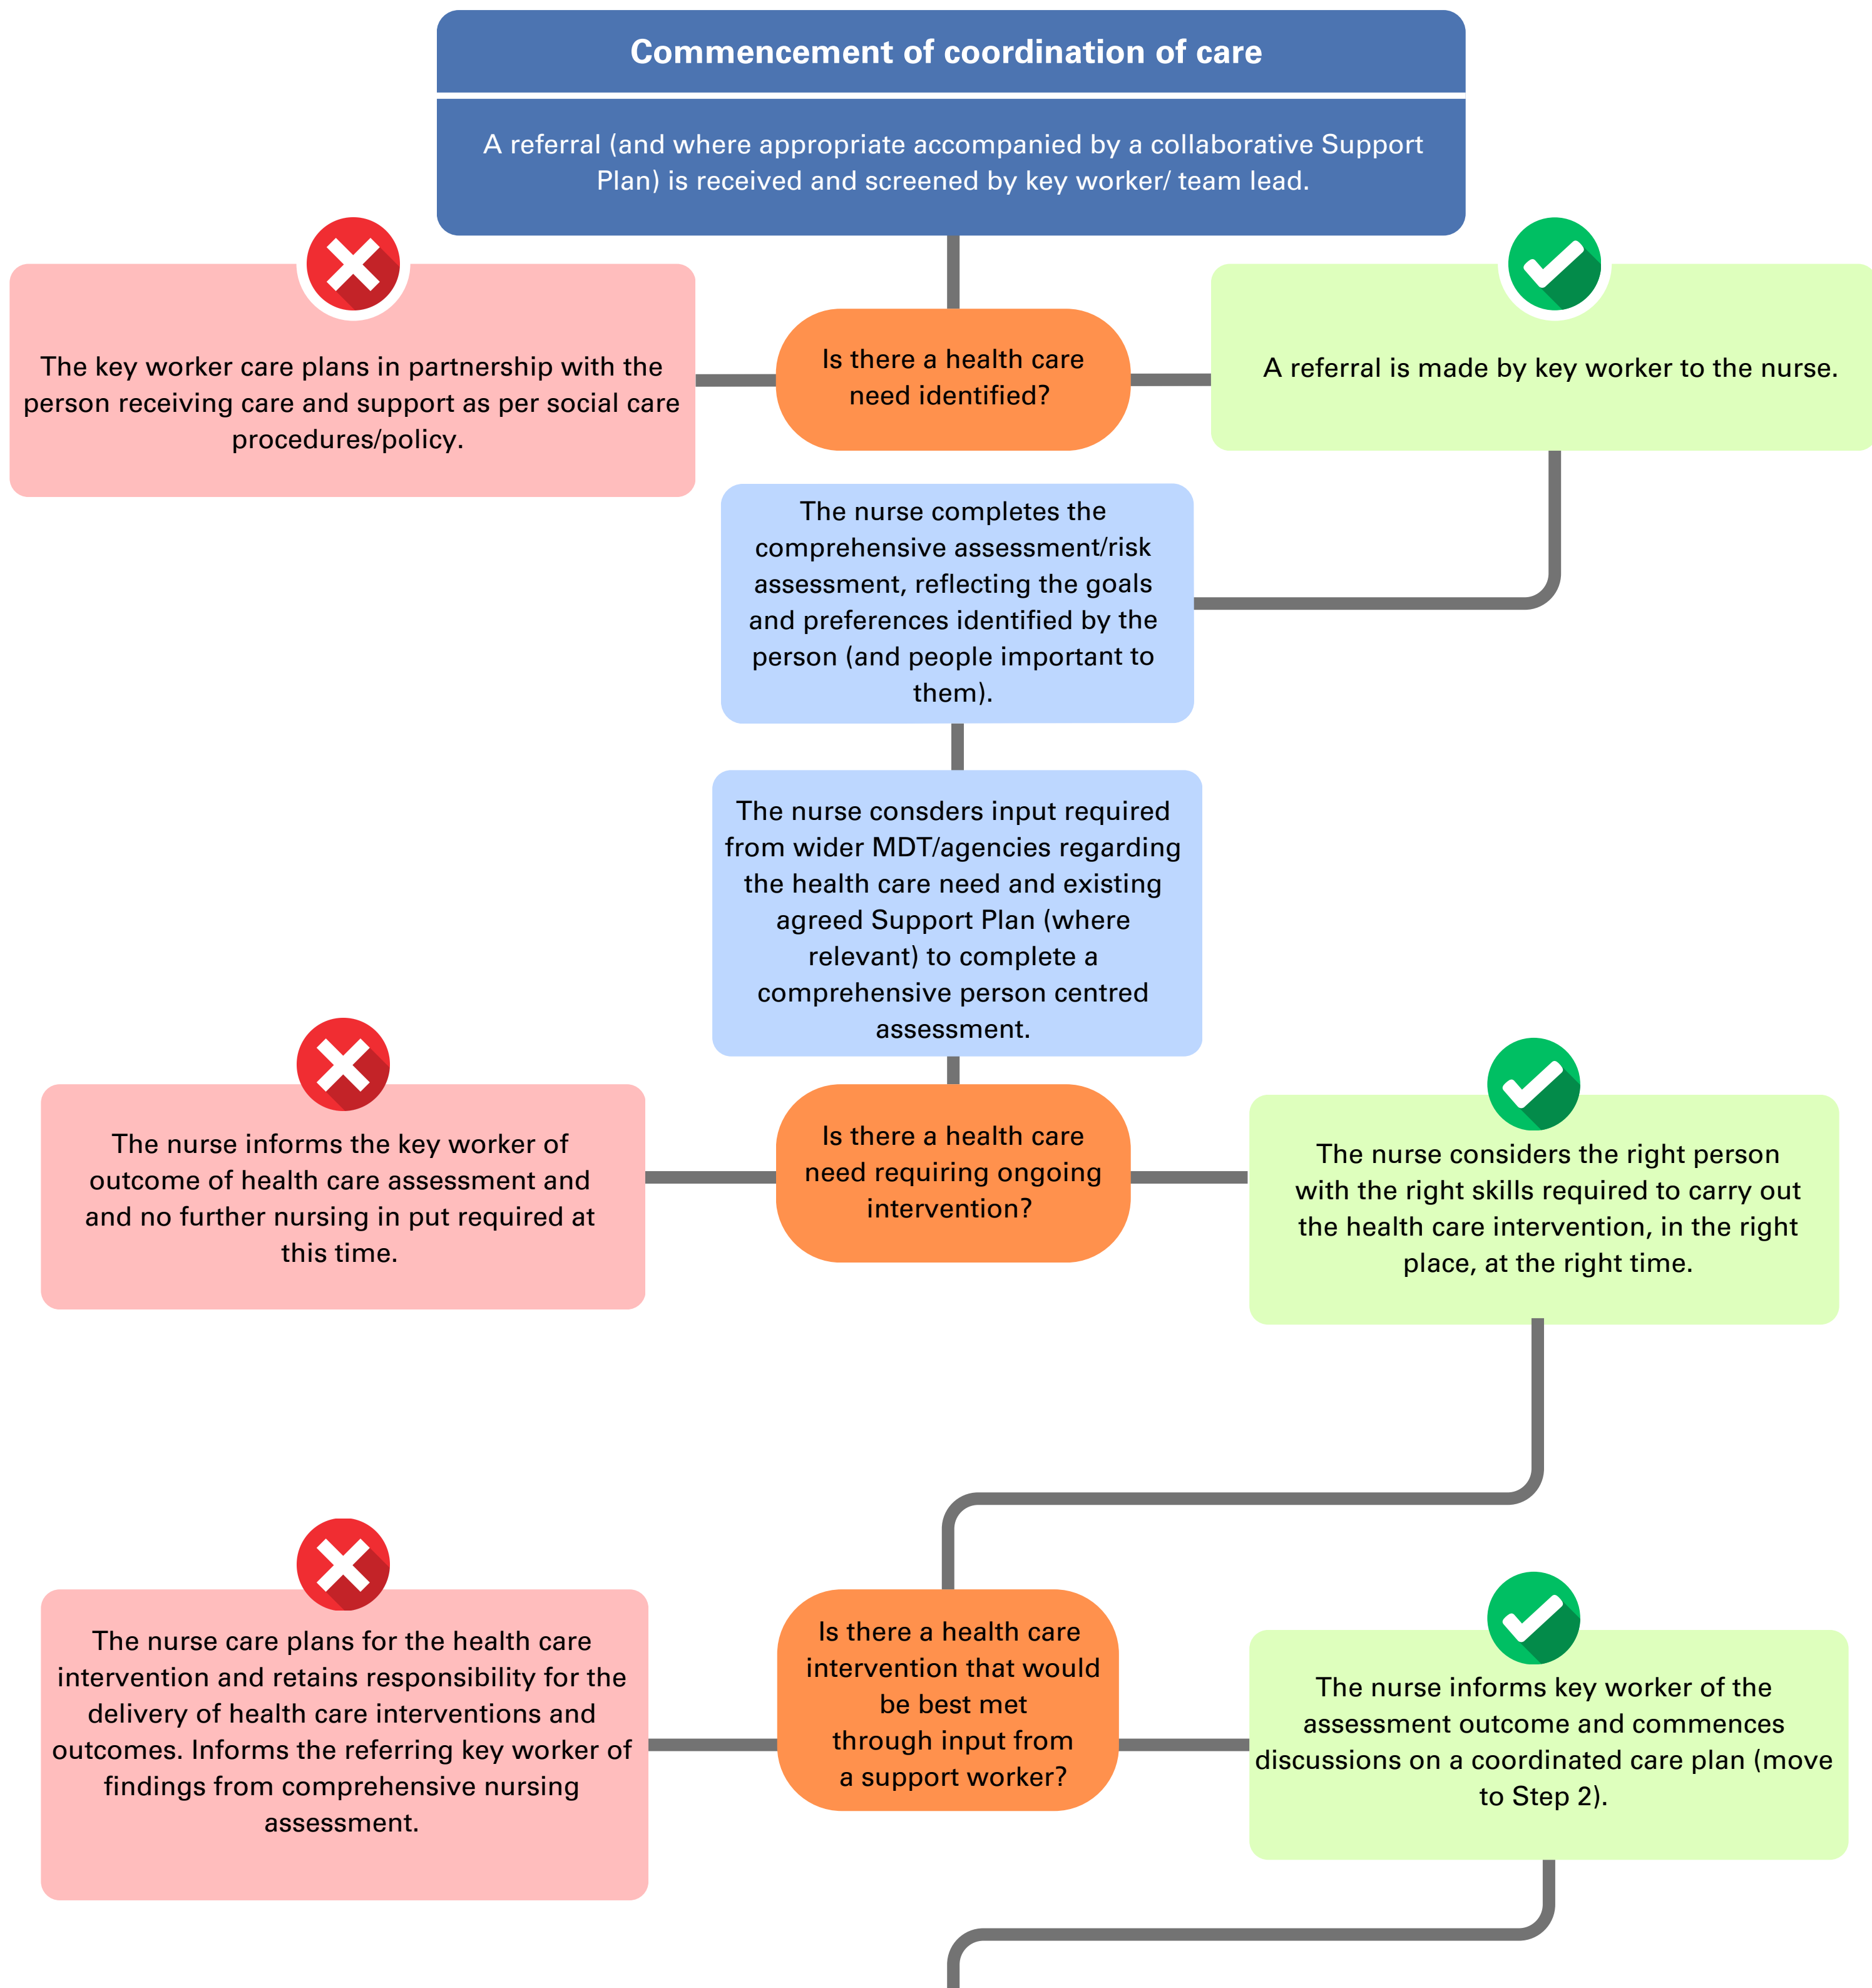 Commencement of coordination of care
A referral (and where appropriate accompanied by a collaborative Support
Plan) is received and screened by key worker/ team lead.
The key worker care plans in partnership with the
person receiving care and support as per social care
procedures/policy.
Is there a health care
need identified?
A referral is made by key worker to the nurse.
The nurse completes the
comprehensive assessment/risk
assessment, reflecting the goals
and preferences identified by the
person (and people important to
them).
The nurse consders input required
from wider MDT/agencies regarding
the health care need and existing
agreed Support Plan (where
relevant) to complete a
comprehensive person centred
assessment.
The nurse informs the key worker of
outcome of health care assessment and
and no further nursing in put required at
this time.
Is there a health care
need requiring ongoing
intervention?
The nurse considers the right person
with the right skills required to carry out
the health care intervention, in the right
place, at the right time.
The nurse care plans for the health care
intervention and retains responsibility for the
delivery of health care interventions and
outcomes. Informs the referring key worker of
findings from comprehensive nursing
assessment.
Is there a health care
intervention that would
be best met
through input from
a support worker?
The nurse informs key worker of the
assessment outcome and commences
discussions on a coordinated care plan (move
to Step 2).